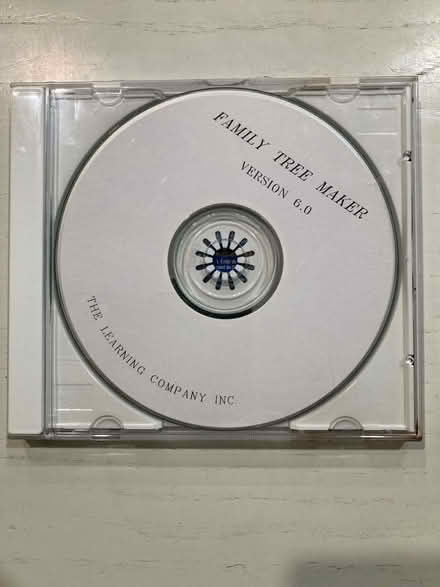 FAMILY TREE MAKER
VERSION 6.0
THE LEARNING COMPANY INC